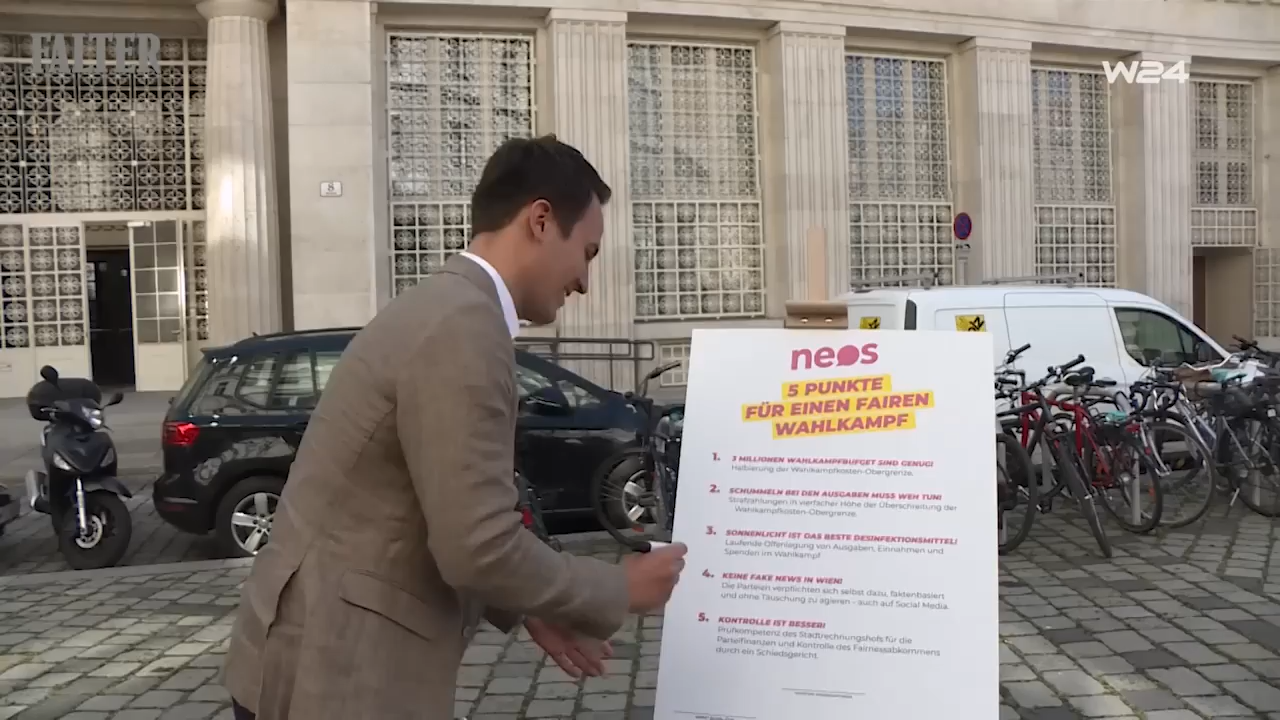 FALTER
W24
8
neos
5 PUNKTE
FÜR EINEN FAIREN
WAHLKAMPF
1. 3 MILLIONEN WAHLKAMPFBUDGET SIND GENUG!
Halbierung der Wahlkampfkosten-Obergrenze.
2. SCHUMMELN BEI DEN AUSGABEN MUSS WEH TUN!
Strafzahlungen in vierfacher Höhe der Überschreitung der
Wahlkampfkosten-Obergrenze.
3. SONNENLICHT IST DAS BESTE DESINFEKTIONSMITTEL!
Laufende Offenlegung von Ausgaben, Einnahmen und
Spenden im Wahlkampf
4. KEINE FAKE NEWS IN WIEN!
Die Parteien verpflichten sich selbst dazu, faktenbasiert
und ohne Täuschung zu agieren - auch auf Social Media.
5. KONTROLLE IST BESSER!
Prüfkompetenz des Stadtrechnungshofs für die
Parteifinanzen und Kontrolle des Fairnessabkommens
durch ein Schiedsgericht.